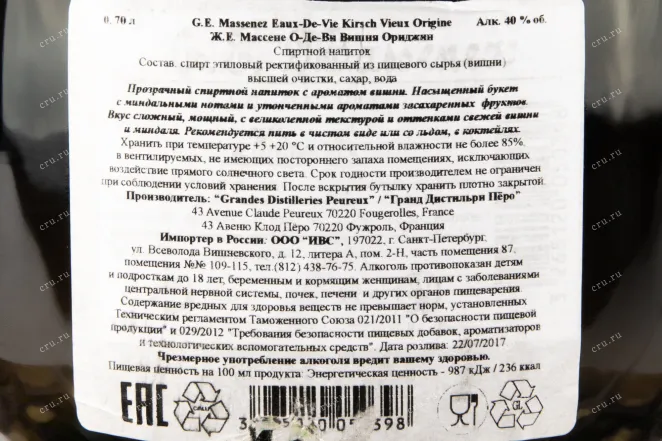 0, 70 л G.E. Massenez Eaux-De-Vie Kirsch Vieux Origine Алк. 40 % об.
Ж.Е. Массене О-Де-Ви Вишня Ориджин
Спиртной напиток
Состав: спирт этиловый ректификованный из пищевого сырья (вишни)
высшей очистки, сахар, вода
Прозрачный спиртной напиток с ароматом вишни. Насыщенный букет
с миндальными нотами и утонченными ароматами засахаренных фруктов.
Вкус сложный, мощный, с великолепной текстурой и оттенками свежей вишни
и миндаля. Рекомендуется пить в чистом виде или со льдом, в коктейлях.
Хранить при температуре +5 +20 °С и относительной влажности не более 85%
в вентилируемых, не имеющих постороннего запаха помещениях, исключающих
воздействие прямого солнечного света. Срок годности производителем не ограничен
при соблюдении условий хранения. После вскрытия бутылку хранить плотно закрытой.
Производитель: "Grandes Distilleries Peureux" / "Гранд Дистильри Пёро"
43 Avenue Claude Peureux 70220 Fougerolles, France
43 Авеню Клод Пёро 70220 Фужроль, Франция
Импортер в России: ООО "ИВС", 197022, г. Санкт-Петербург,
ул. Всеволода Вишневского, д. 12, литера А, пом. 2-Н, часть помещения 87,
помещения №№ 109-115, тел.(812) 438-76-75. Алкоголь противопоказан детям
и подросткам до 18 лет, беременным и кормящим женщинам, лицам с заболеваниями
центральной нервной системы, почек, печени и других органов пищеварения.
Содержание вредных для здоровья веществ не превышает норм, установленных
Техническим регламентом Таможенного Союза 021/2011 "О безопасности пищевой
продукции" и 029/2012 "Требования безопасности пищевых добавок, ароматизаторов
и технологических вспомогательных средств". Дата розлива: 22/07/2017
Чрезмерное употребление алкоголя вредит вашему здоровью.
Пищевая ценность на 100 мл продукта: Энергетическая ценность - 987 кДж / 236 ккал
ЕАС
GL
cru.ru